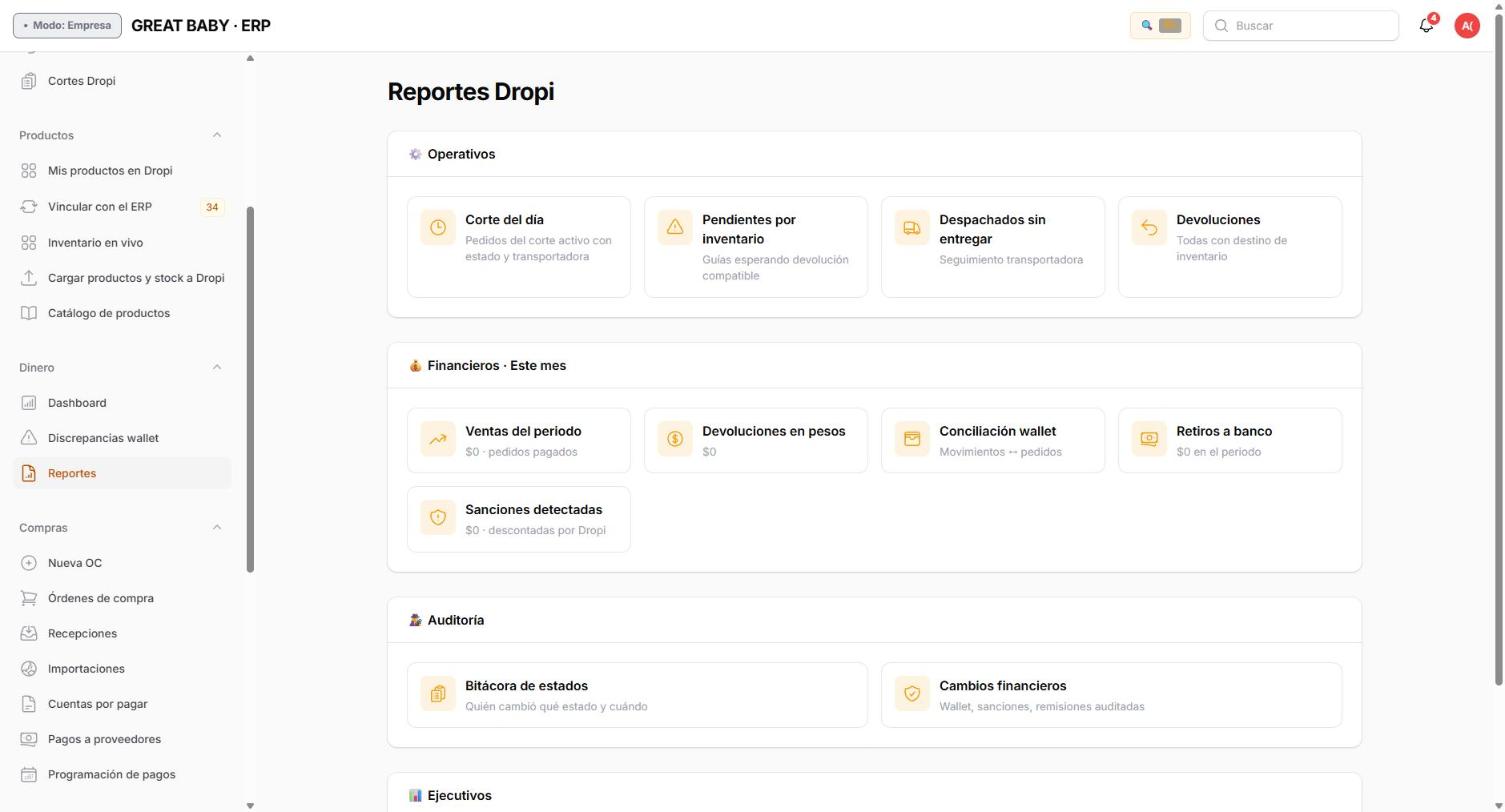 Modo: Empresa
GREAT BABY · ERP
Buscar
4
A(
Cortes Dropi
Productos
Mis productos en Dropi
Vincular con el ERP
34
Inventario en vivo
Cargar productos y stock a Dropi
Catálogo de productos
Dinero
Dashboard
Discrepancias wallet
Reportes
Compras
Nueva OC
Órdenes de compra
Recepciones
Importaciones
Cuentas por pagar
Pagos a proveedores
Programación de pagos
Reportes Dropi
Operativos
Corte del día
Pedidos del corte activo con
estado y transportadora
Pendientes por
inventario
Guías esperando devolución
compatible
Despachados sin
entregar
Seguimiento transportadora
Devoluciones
Todas con destino de
inventario
Financieros · Este mes
Ventas del periodo
$0 · pedidos pagados
Devoluciones en pesos
$0
Conciliación wallet
Movimientos ↔ pedidos
Retiros a banco
$0 en el periodo
Sanciones detectadas
$0 · descontadas por Dropi
Auditoría
Bitácora de estados
Quién cambió qué estado y cuándo
Cambios financieros
Wallet, sanciones, remisiones auditadas
Ejecutivos